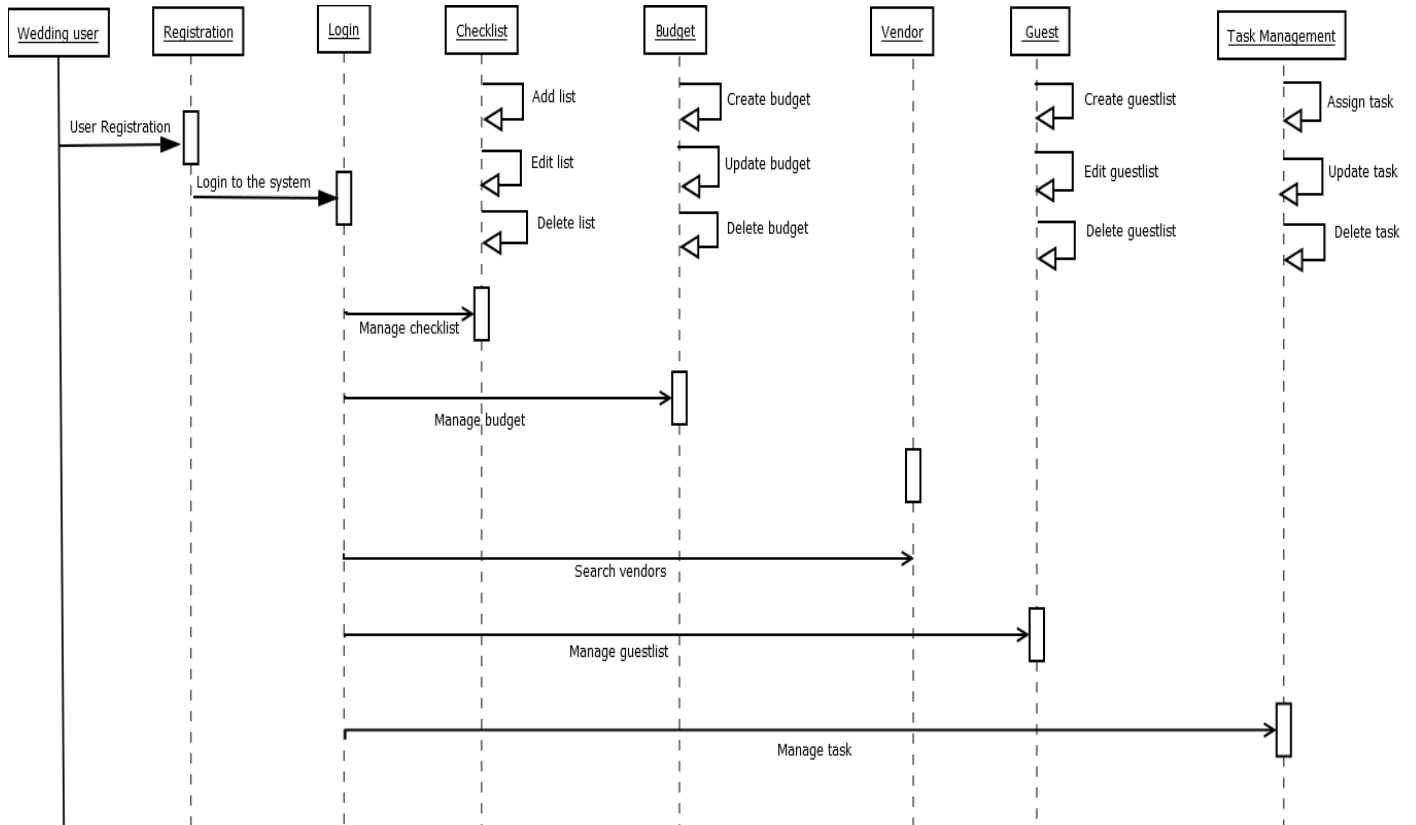 Wedding user
Registration
Login
Checklist
Budget
Vendor
Guest
Task Management
Add list
Create budget
Create guestlist
Assign task
User Registration
Edit list
Update budget
Edit guestlist
Update task
Login to the system
Delete list
Delete budget
Delete guestlist
Delete task
Manage checklist
Manage budget
Search vendors
Manage guestlist
Manage task